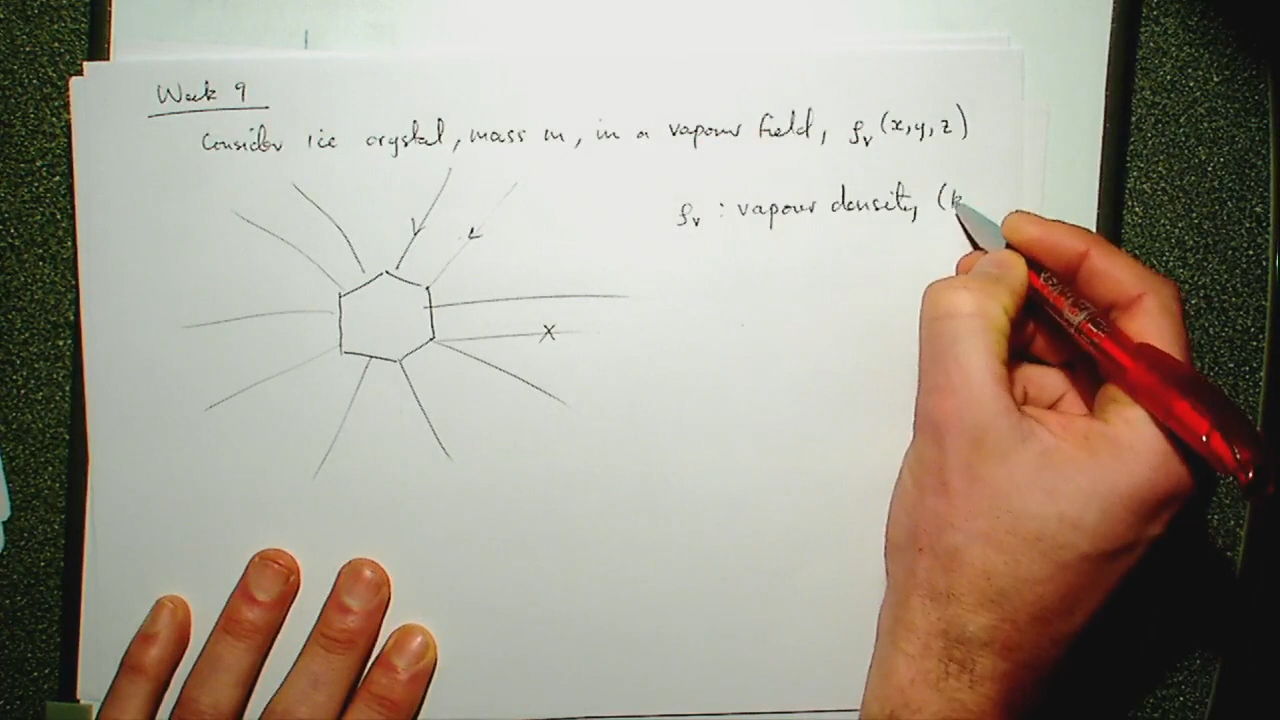 Week 9
Consider ice crystal, mass m, in a vapour field, ρᵥ(x,y,z)
ρᵥ : vapour density (k